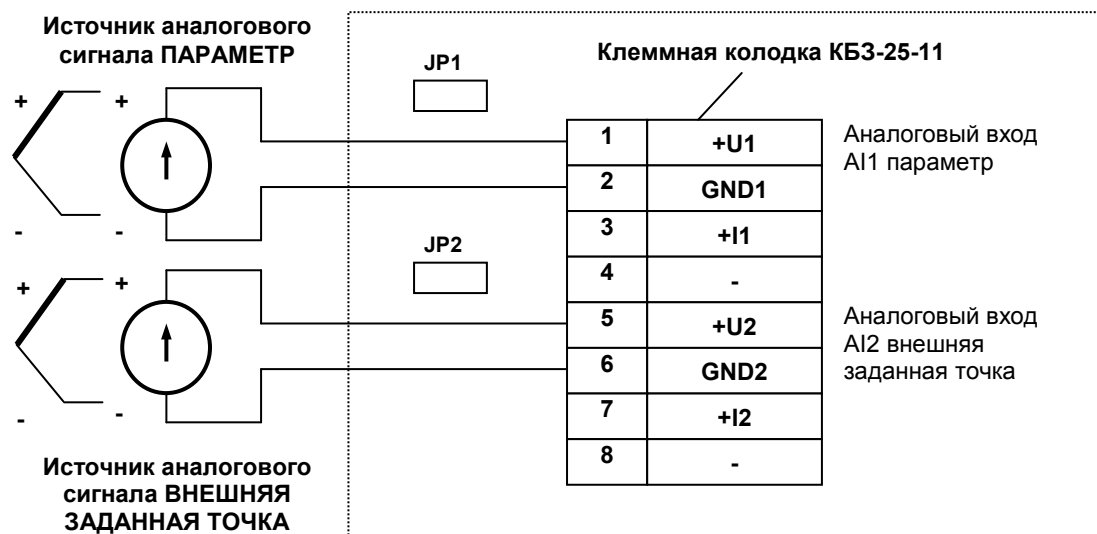 Источник аналогового
сигнала ПАРАМЕТР
JP1
Клеммная колодка КБЗ-25-11
+ +
- -
1 +U1
2 GND1
3 +I1
4 -
5 +U2
6 GND2
7 +I2
8 -
Аналоговый вход
AI1 параметр
JP2
+ +
- -
Аналоговый вход
AI2 внешняя
заданная точка
Источник аналогового
сигнала ВНЕШНЯЯ
ЗАДАННАЯ ТОЧКА